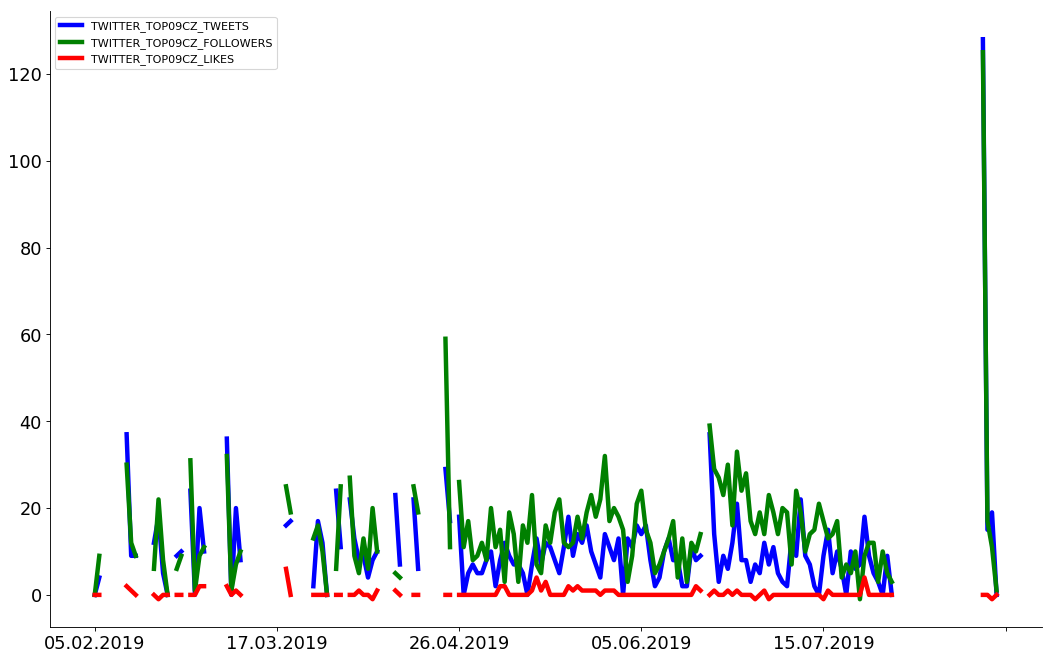 TWITTER_TOP09CZ_TWEETS
TWITTER_TOP09CZ_FOLLOWERS
TWITTER_TOP09CZ_LIKES
120
100
80
60
40
20
0
05.02.2019 17.03.2019 26.04.2019 05.06.2019 15.07.2019